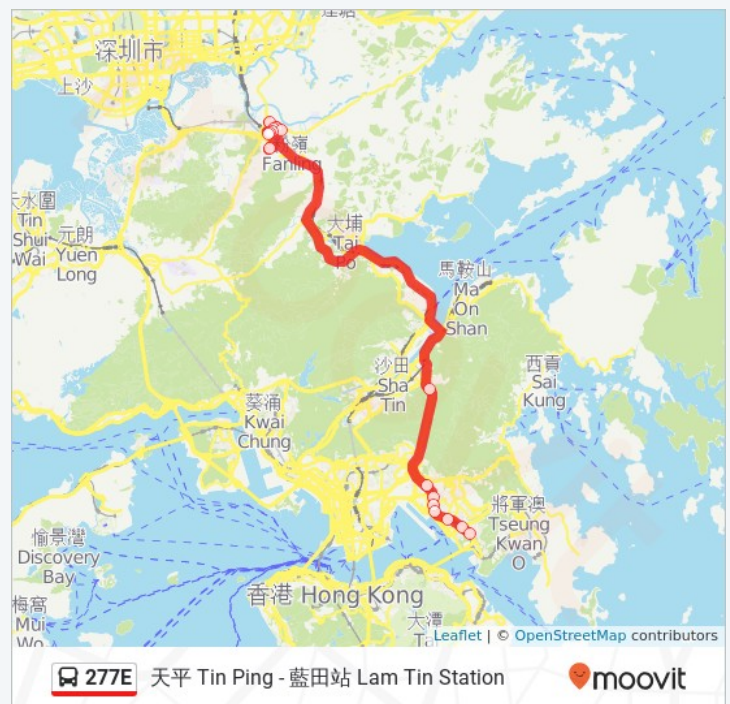 深圳市
上沙
Fanling
天水圍
Tin
Shui
Wai
元朗
Yuen
Long
大埔
Tai
Po
馬鞍山
Ma
On
Shan
沙田
Sha
Tin
西貢
Sai
Kung
葵涌
Kwai
Chung
將軍澳
Tseung
Kwan
O
愉景灣
Discovery
Bay
梅窩
Mui
Wo
香港 Hong Kong
大潭
Leaflet | © OpenStreetMap contributors
277E 天平 Tin Ping - 藍田站 Lam Tin Station
moovit